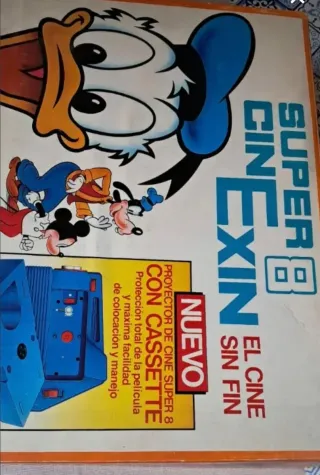 SUPER 8
CINEXIN
EL CINE
SIN FIN
NUEVO
PROYECTOR DE CINE SUPER 8
CON CASSETTE
Protección total de la película
y máxima facilidad
de colocación y manejo